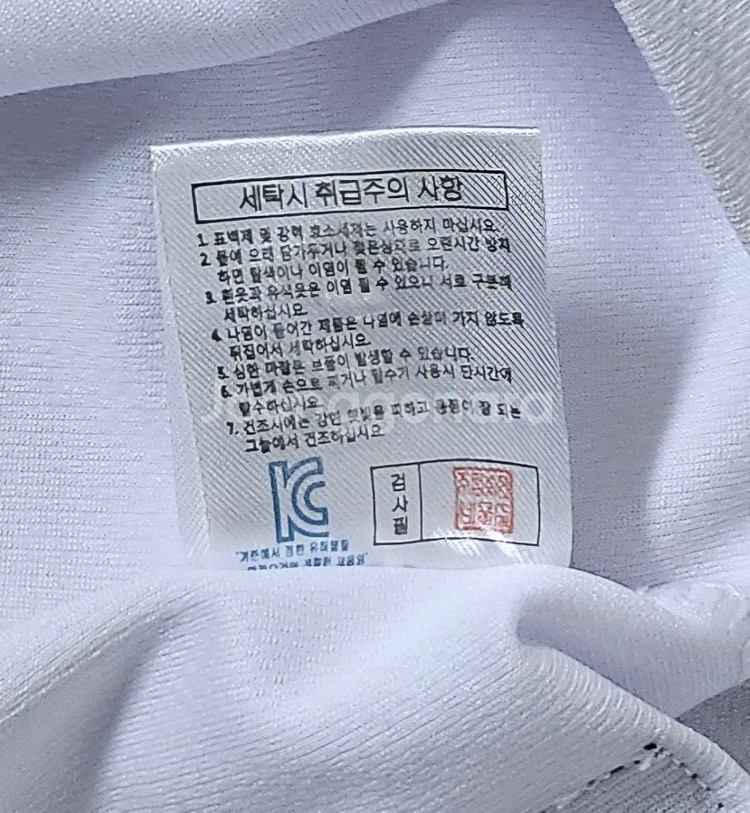 세탁시 취급주의 사항
1. 표백제 및 강력 효소세제는 사용하지 마십시요.
2. 물에 오래 담가두거나 젖은상태로 오랜시간 방치
하면 탈색이나 이염이 될 수 있습니다.
3. 흰옷과 유색옷은 이염 될 수 있으니 서로 구분해
세탁하십시요.
4. 나염이 들어간 제품은 나염에 손상이 가지 않도록
뒤집어서 세탁하십시요.
5. 심한 마찰은 보풀이 발생할 수 있습니다.
6. 가볍게 손으로 짜거나 탈수기 사용시 단시간에
탈수하십시요.
7. 건조시에는 강한 햇빛을 피하고 통풍이 잘 되는
그늘에서 건조하십시요.
KC
검사필
joonggonara